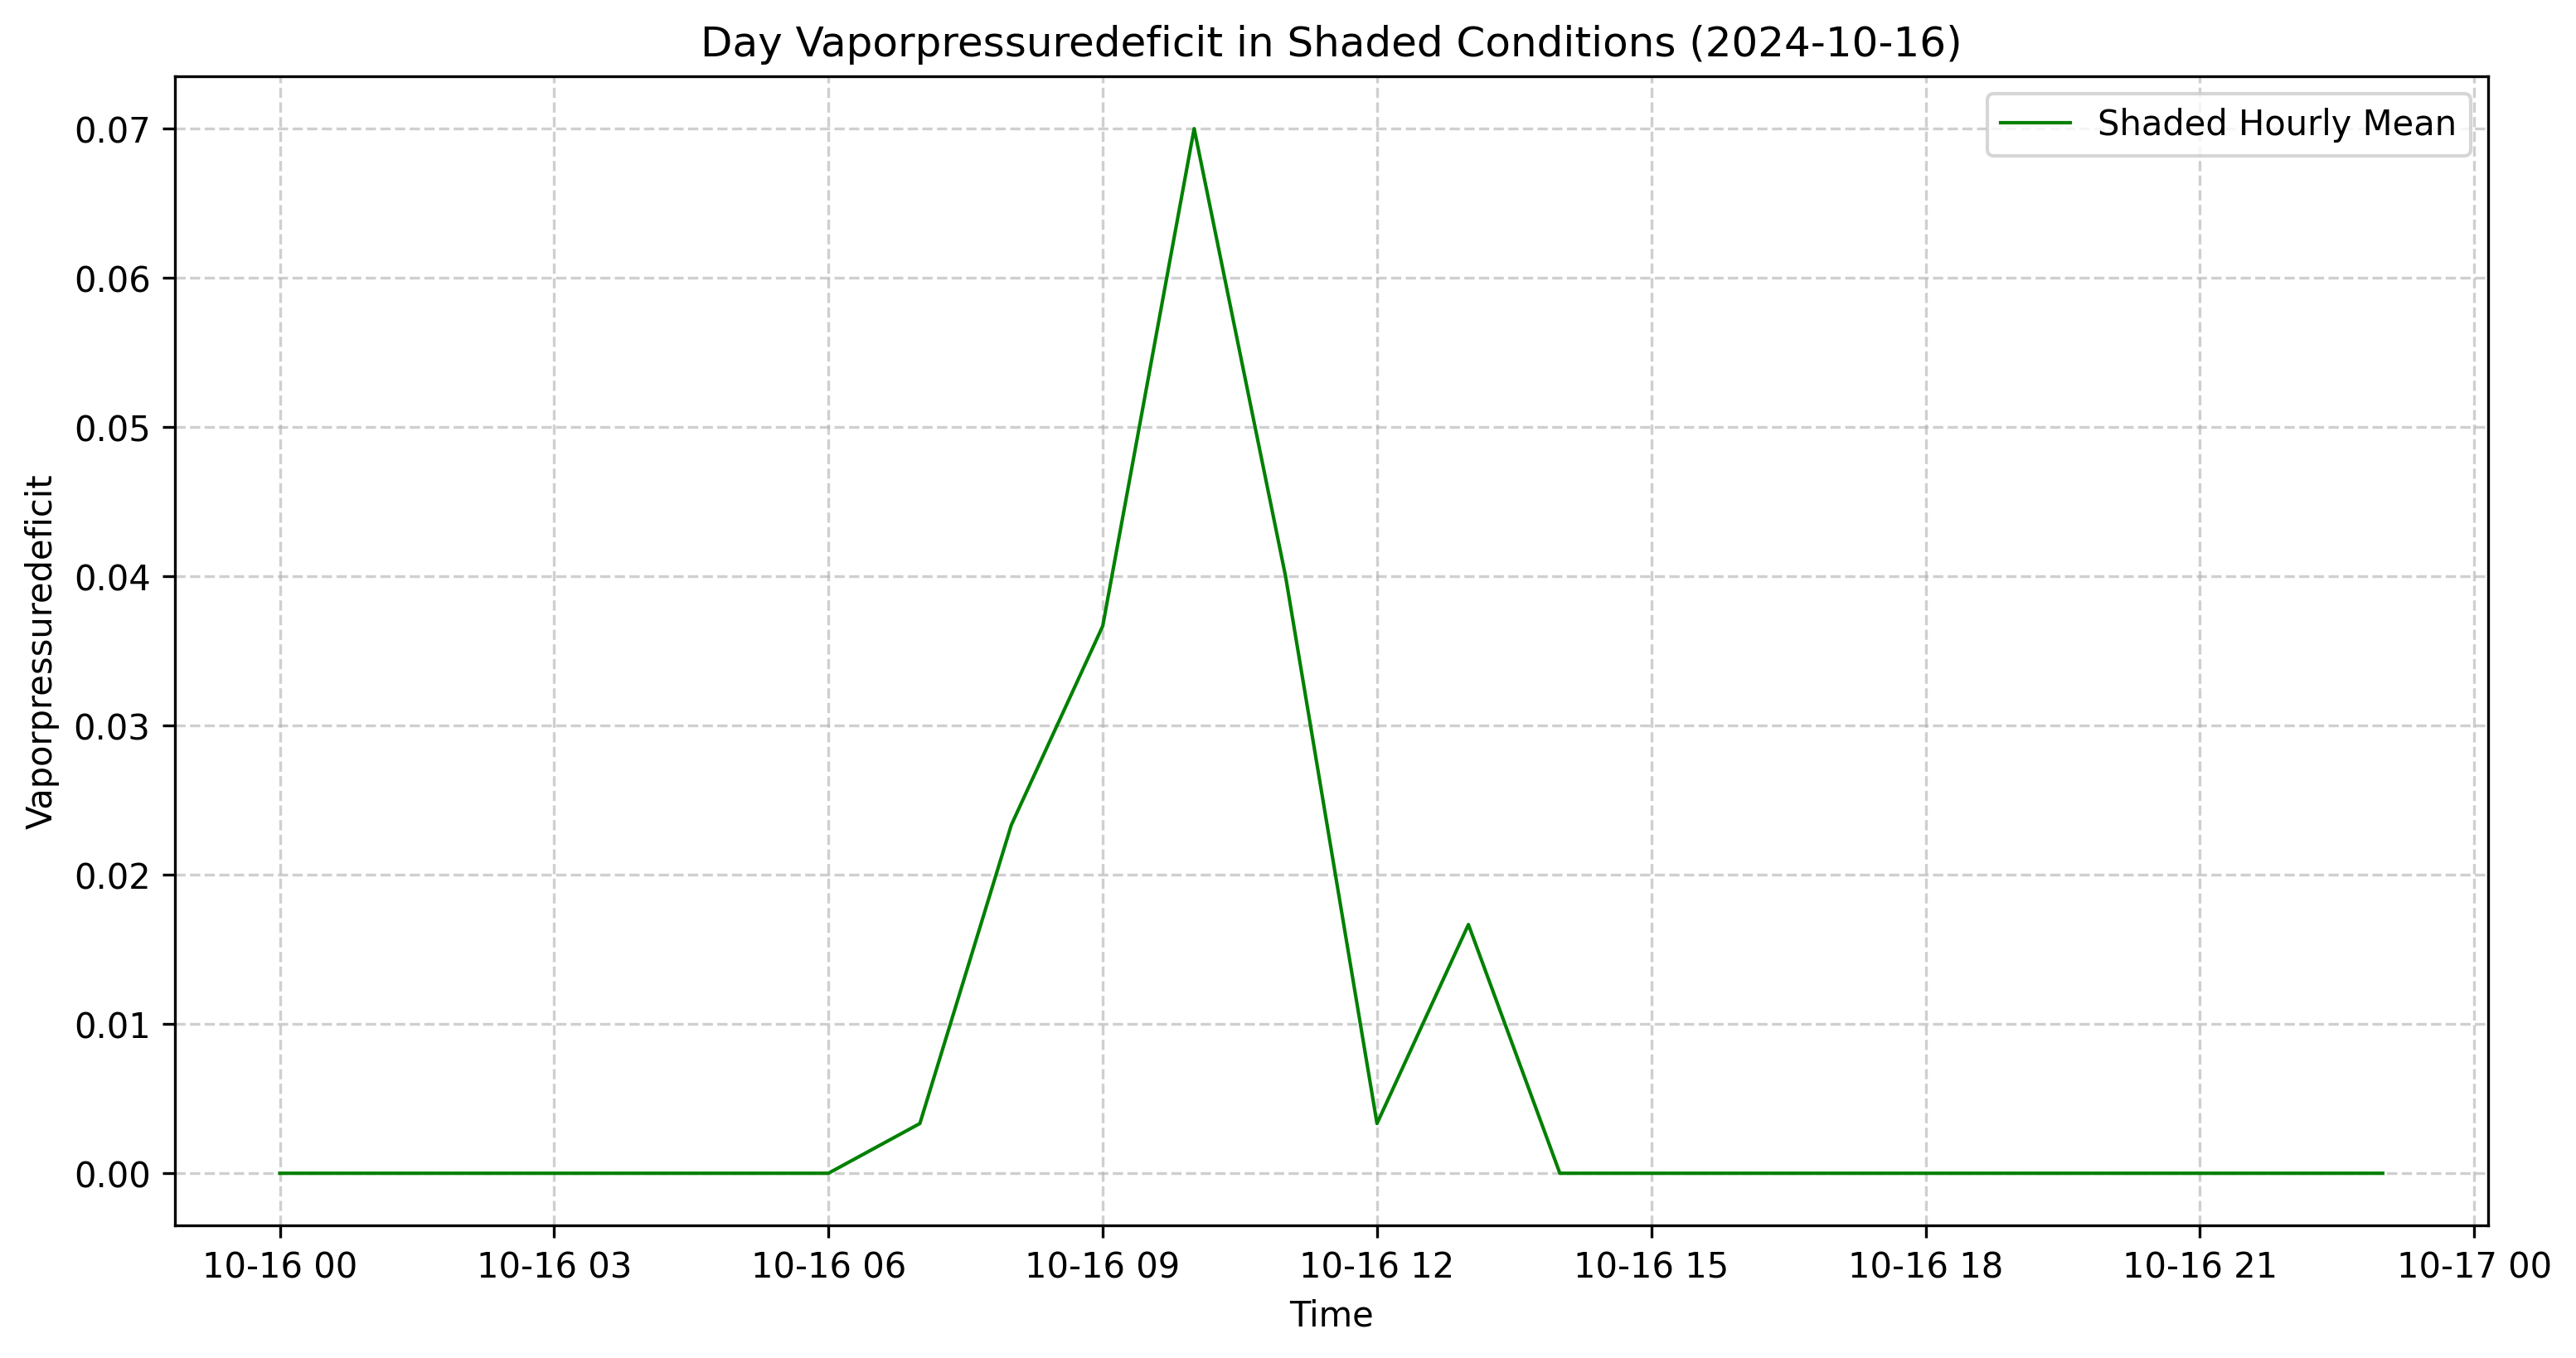 Day Vaporpressuredeficit in Shaded Conditions (2024-10-16)
Shaded Hourly Mean
Vaporpressuredeficit
0.07
0.06
0.05
0.04
0.03
0.02
0.01
0.00
10-16 00 10-16 03 10-16 06 10-16 09 10-16 12 10-16 15 10-16 18 10-16 21 10-17 00
Time